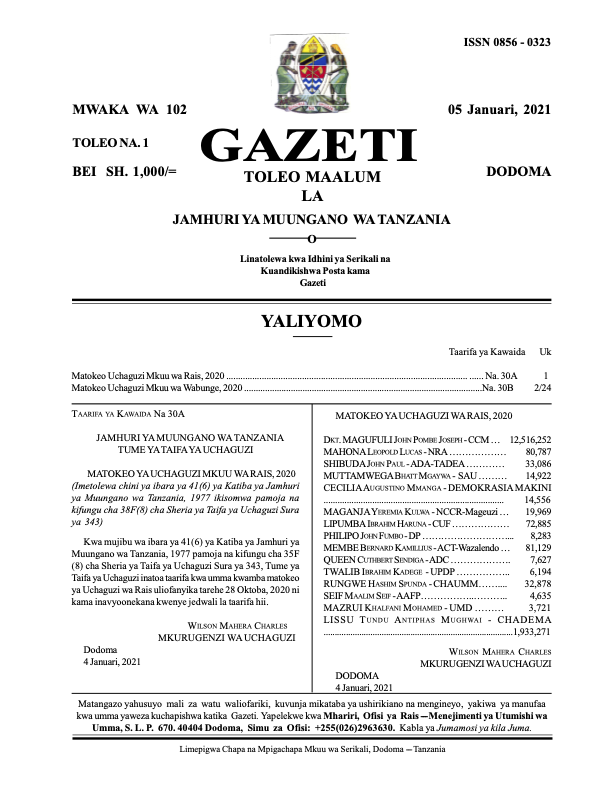 ISSN 0856 - 0323
MWAKA WA 102
05 Januari, 2021
TOLEO NA. 1
GAZETI
BEI SH. 1,000/=
DODOMA
TOLEO MAALUM
LA
JAMHURI YA MUUNGANO WA TANZANIA
O
Linatolewa kwa Idhini ya Serikali na
Kuandikishwa Posta kama
Gazeti
YALIYOMO
Taarifa ya Kawaida Uk
Matokeo Uchaguzi Mkuu wa Rais, 2020 ........ Na. 30A 1
Matokeo Uchaguzi Mkuu wa Wabunge, 2020 ........Na. 30B 2/24
TAARIFA YA KAWAIDA NA 30A
JAMHURI YA MUUNGANO WA TANZANIA
TUME YA TAIFA YA UCHAGUZI
MATOKEO YA UCHAGUZI MKUU WA RAIS, 2020
(Imetolewa chini ya ibara ya 41(6) ya Katiba ya Jamhuri
ya Muungano wa Tanzania, 1977 ikisomwa pamoja na
kifungu cha 38F(8) cha Sheria ya Taifa ya Uchaguzi Sura
ya 343)
Kwa mujibu wa ibara ya 41(6) ya Katiba ya Jamhuri ya
Muungano wa Tanzania, 1977 pamoja na kifungu cha 35F
(8) cha Sheria ya Taifa ya Uchaguzi Sura ya 343, Tume ya
Taifa ya Uchaguzi inatoa taarifa kwa umma kwamba matokeo
ya Uchaguzi wa Rais uliofanyika tarehe 28 Oktoba, 2020 ni
kama inavyoonekana kwenye jedwali la taarifa hii.
WILSON MAHERA CHARLES
MKURUGENZI WA UCHAGUZI
Dodoma
4 Januari, 2021
MATOKEO YA UCHAGUZI WA RAIS, 2020
DKT. MAGUFULI JOHN POMBE JOSEPH - CCM ... 12,516,252
MAHONA LEOPOLD LUCAS - NRA ........ 80,787
SHIBUDA JOHN PAUL - ADA-TADEA ........ 33,086
MUTTAMWEGA BHATT MGAYWA - SAU ........ 14,922
CECILIA AUGUSTINO MMANGA - DEMOKRASIA MAKINI
........ 14,556
MAGANJA YEREMIA KULWA - NCCR-Mageuzi ... 19,969
LIPUMBA IBRAHIM HARUNA - CUF ........ 72,885
PHILIPO JOHN FUMBO - DP ........ 8,283
MEMBE BERNARD KAMILLIUS - ACT-Wazalendo ... 81,129
QUEEN CUTHBERT SENDIGA - ADC ........ 7,627
TWALIB IBRAHIM KADEGE - UPDP ........ 6,194
RUNGWE HASHIM SPUNDA - CHAUMM ........ 32,878
SEIF MAALIM SEIF - AAFP ........ 4,635
MAZRUI KHALFANI MOHAMED - UMD ........ 3,721
LISSU TUNDU ANTIPHAS MUGHWAI - CHADEMA
........1,933,271
WILSON MAHERA CHARLES
MKURUGENZI WA UCHAGUZI
DODOMA
4 Januari, 2021
Matangazo yahusuyo mali za watu waliofariki, kuvunja mikataba ya ushirikiano na mengineyo, yakiwa ya manufaa
kwa umma yaweza kuchapishwa katika Gazeti. Yapelekwe kwa Mhariri, Ofisi ya Rais—Menejimenti ya Utumishi wa
Umma, S. L. P. 670. 40404 Dodoma, Simu za Ofisi: +255(026)2963630. Kabla ya Jumamosi ya kila Juma.
Limepigwa Chapa na Mpigachapa Mkuu wa Serikali, Dodoma —Tanzania